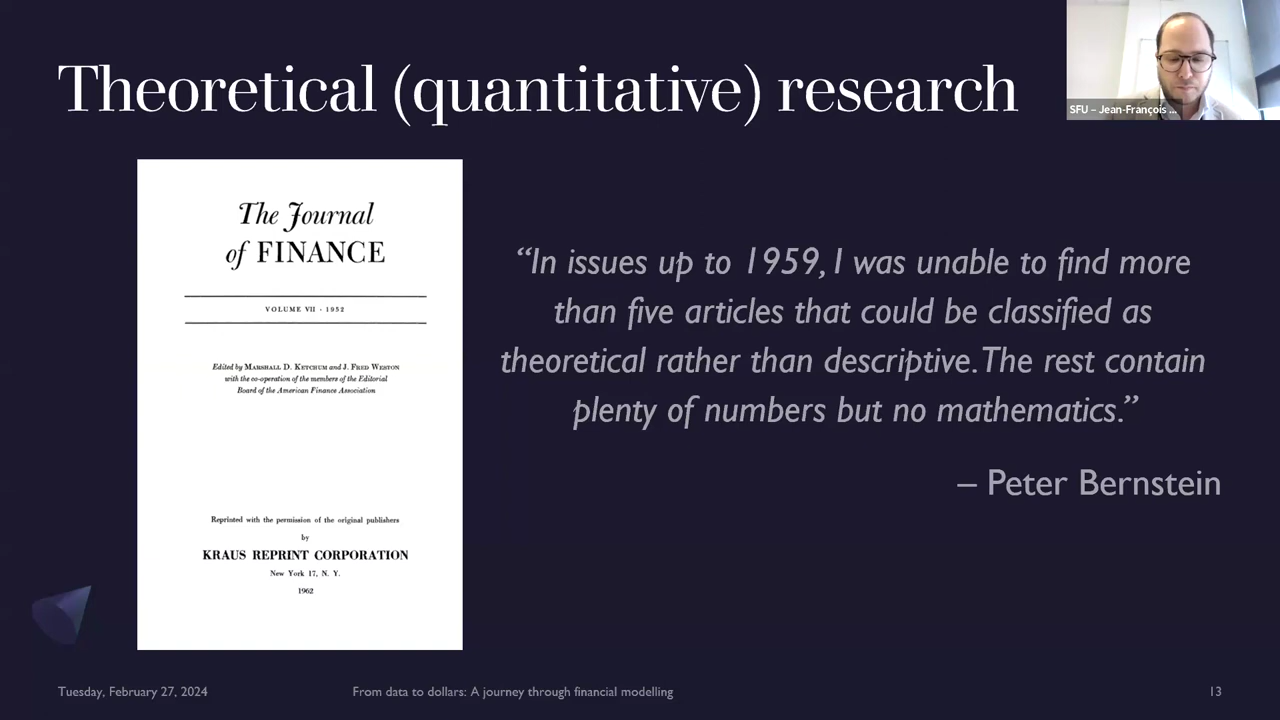 Theoretical (quantitative) research
SFU – Jean-François ...
The Journal
of FINANCE
VOLUME VII · 1952
Edited by MARSHALL D. KETCHUM and J. FRED WESTON
with the co-operation of the members of the Editorial
Board of the American Finance Association
Reprinted with the permission of the original publishers
by
KRAUS REPRINT CORPORATION
New York 17, N. Y.
1962
“In issues up to 1959, I was unable to find more
than five articles that could be classified as
theoretical rather than descriptive. The rest contain
plenty of numbers but no mathematics.”
– Peter Bernstein
Tuesday, February 27, 2024
From data to dollars: A journey through financial modelling
13